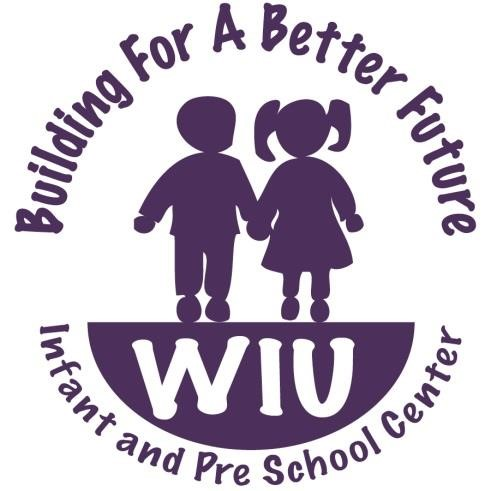 Building For A Better Future
WIU
Infant and Pre School Center